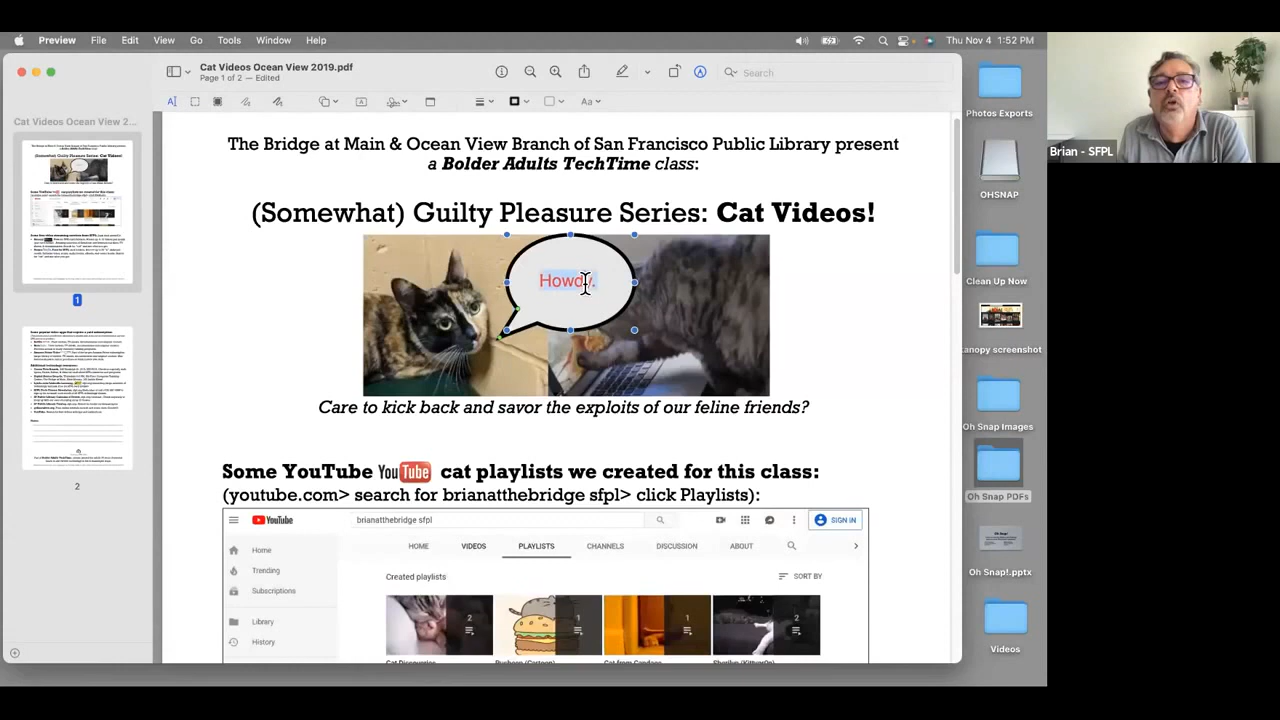 Preview File Edit View Go Tools Window Help Thu Nov 4 1:52 PM
Cat Videos Ocean View 2019.pdf
Page 1 of 2 — Edited
Search
Aa
Cat Videos Ocean View 2...
1
2
The Bridge at Main & Ocean View Branch of San Francisco Public Library present
a Bolder Adults TechTime class:
(Somewhat) Guilty Pleasure Series: Cat Videos!
Howdy.
Care to kick back and savor the exploits of our feline friends?
Some YouTube YouTube cat playlists we created for this class:
(youtube.com> search for brianatthebridge sfpl> click Playlists):
YouTube
brianatthebridge sfpl
SIGN IN
Home
Trending
Subscriptions
Library
History
HOME VIDEOS PLAYLISTS CHANNELS DISCUSSION ABOUT
Created playlists
SORT BY
2 1 1 2
Photos Exports
OHSNAP
Clean Up Now
anopy screenshot
Oh Snap Images
Oh Snap PDFs
Oh Snap!.pptx
Videos
Brian - SFPL